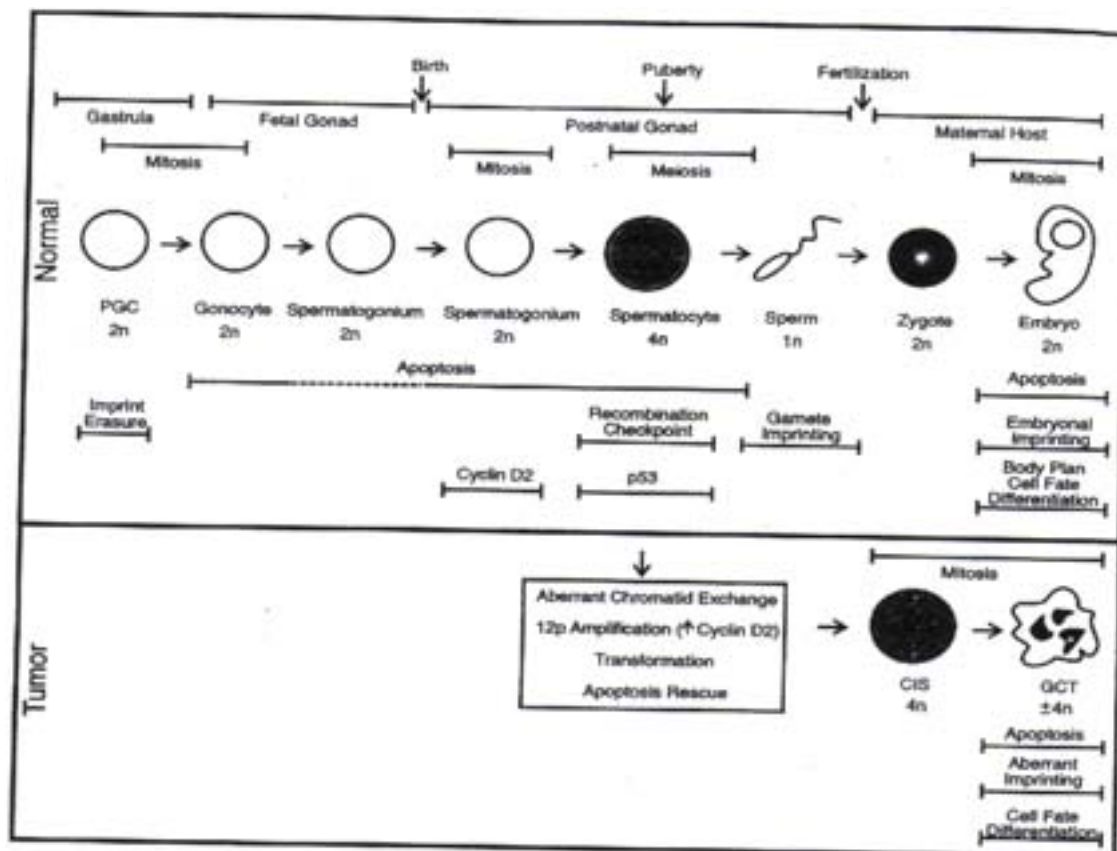 Normal
Birth
Puberty
Fertilization
Gastrula
Fetal Gonad
Postnatal Gonad
Maternal Host
Mitosis
Mitosis
Meiosis
Mitosis
PGC
2n
Gonocyte
2n
Spermatogonium
2n
Spermatogonium
2n
Spermatocyte
4n
Sperm
1n
Zygote
2n
Embryo
2n
Apoptosis
Apoptosis
Imprint
Erasure
Recombination
Checkpoint
Gamete
Imprinting
Embryonal
Imprinting
Cyclin D2
p53
Body Plan
Cell Fate
Differentiation
Tumor
Aberrant Chromatid Exchange
12p Amplification (↑ Cyclin D2)
Transformation
Apoptosis Rescue
Mitosis
CIS
4n
GCT
±4n
Apoptosis
Aberrant
Imprinting
Cell Fate
Differentiation